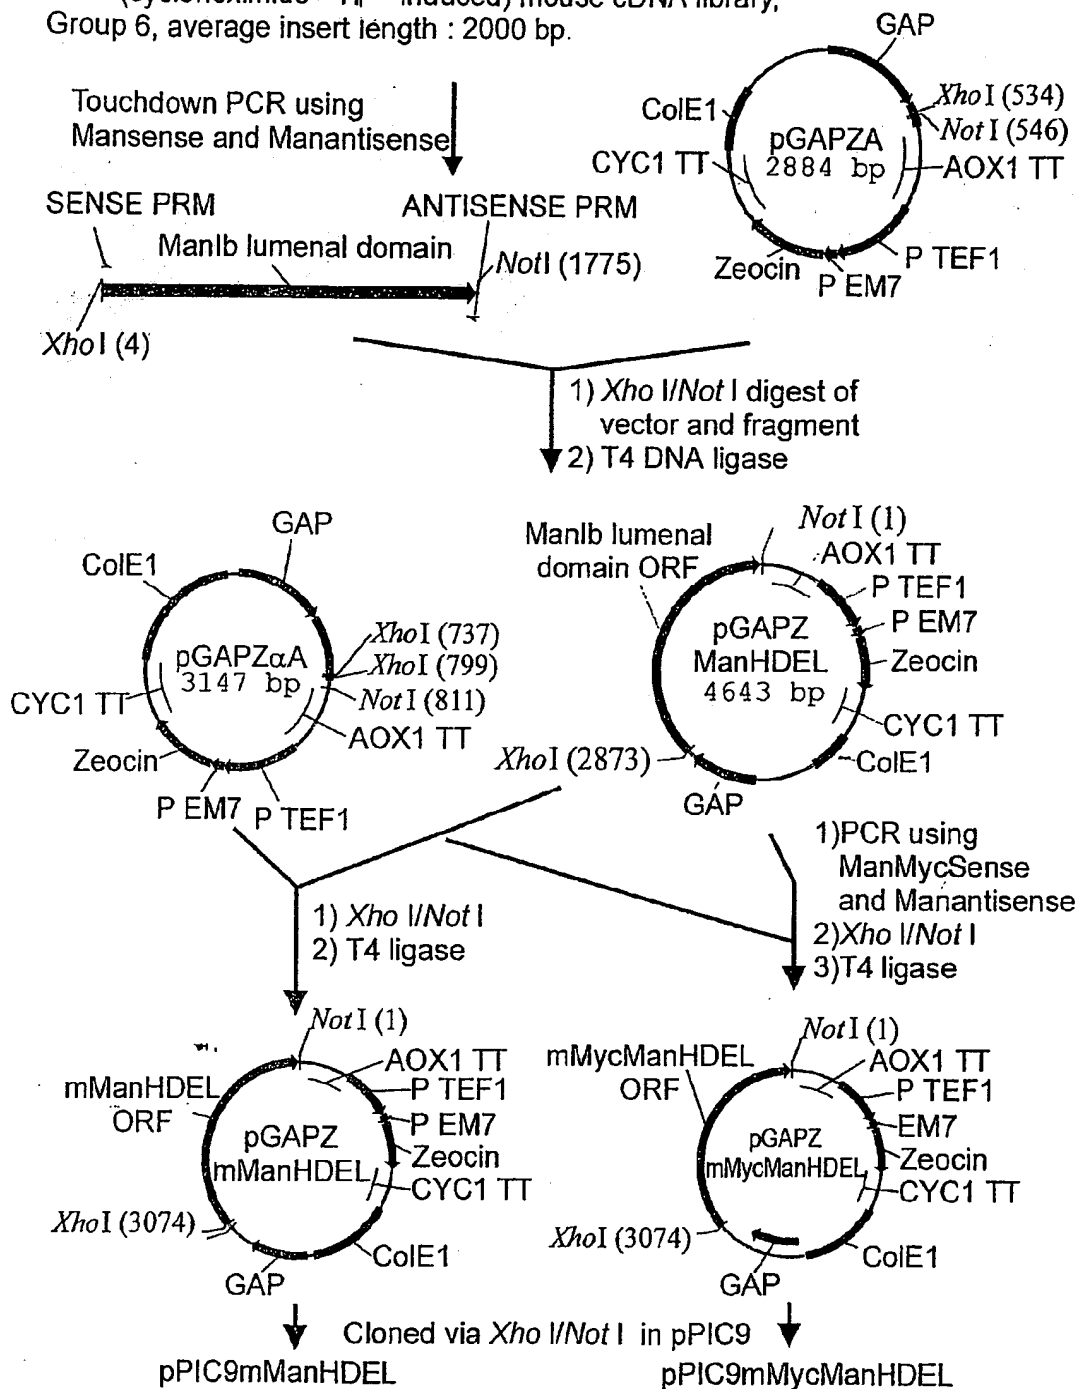 Group 6, average insert length : 2000 bp.
GAP
Touchdown PCR using
Mansense and Manantisense
ColE1
XhoI (534)
NotI (546)
pGAPZA
2884 bp
CYC1 TT
AOX1 TT
SENSE PRM
ANTISENSE PRM
ManIb lumenal domain
NotI (1775)
Zeocin
P TEF1
P EM7
XhoI (4)
1) Xho I/Not I digest of
vector and fragment
2) T4 DNA ligase
GAP
ColE1
XhoI (737)
pGAPZαA
3147 bp
XhoI (799)
NotI (811)
CYC1 TT
AOX1 TT
Zeocin
P EM7
P TEF1
ManIb lumenal
domain ORF
NotI (1)
AOX1 TT
P TEF1
P EM7
pGAPZ
ManHDEL
4643 bp
Zeocin
CYC1 TT
ColE1
XhoI (2873)
GAP
1)PCR using
ManMycSense
and Manantisense
2)Xho I/Not I
3)T4 ligase
1) Xho I/Not I
2) T4 ligase
NotI (1)
mManHDEL
ORF
AOX1 TT
P TEF1
P EM7
pGAPZ
mManHDEL
Zeocin
CYC1 TT
XhoI (3074)
ColE1
GAP
NotI (1)
mMycManHDEL
ORF
AOX1 TT
P TEF1
EM7
pGAPZ
mMycManHDEL
Zeocin
CYC1 TT
XhoI (3074)
ColE1
GAP
Cloned via Xho I/Not I in pPIC9
pPIC9mManHDEL
pPIC9mMycManHDEL